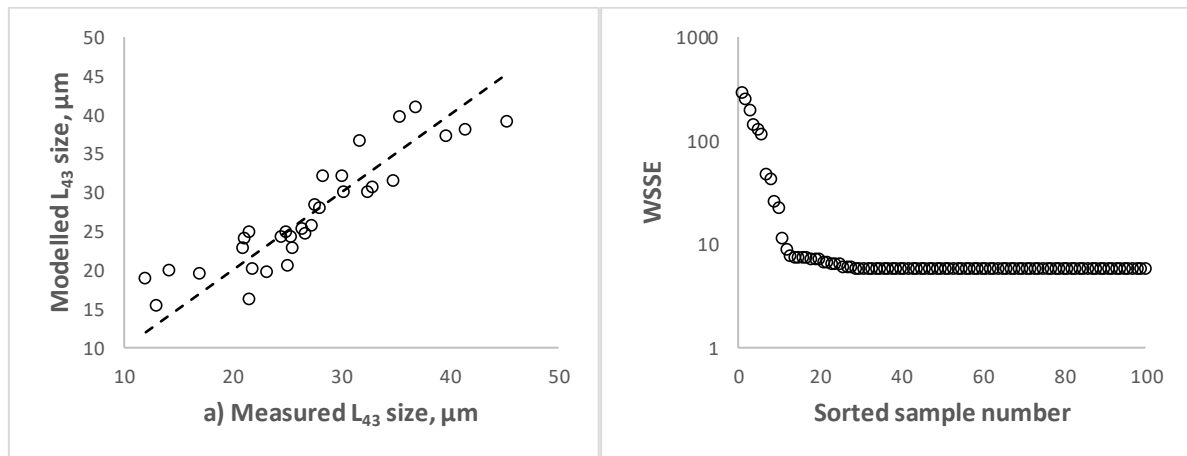 Modelled L43 size, µm
50
45
40
35
30
25
20
15
10
10 20 30 40 50
a) Measured L43 size, µm
WSSE
1000
100
10
1
0 20 40 60 80 100
Sorted sample number